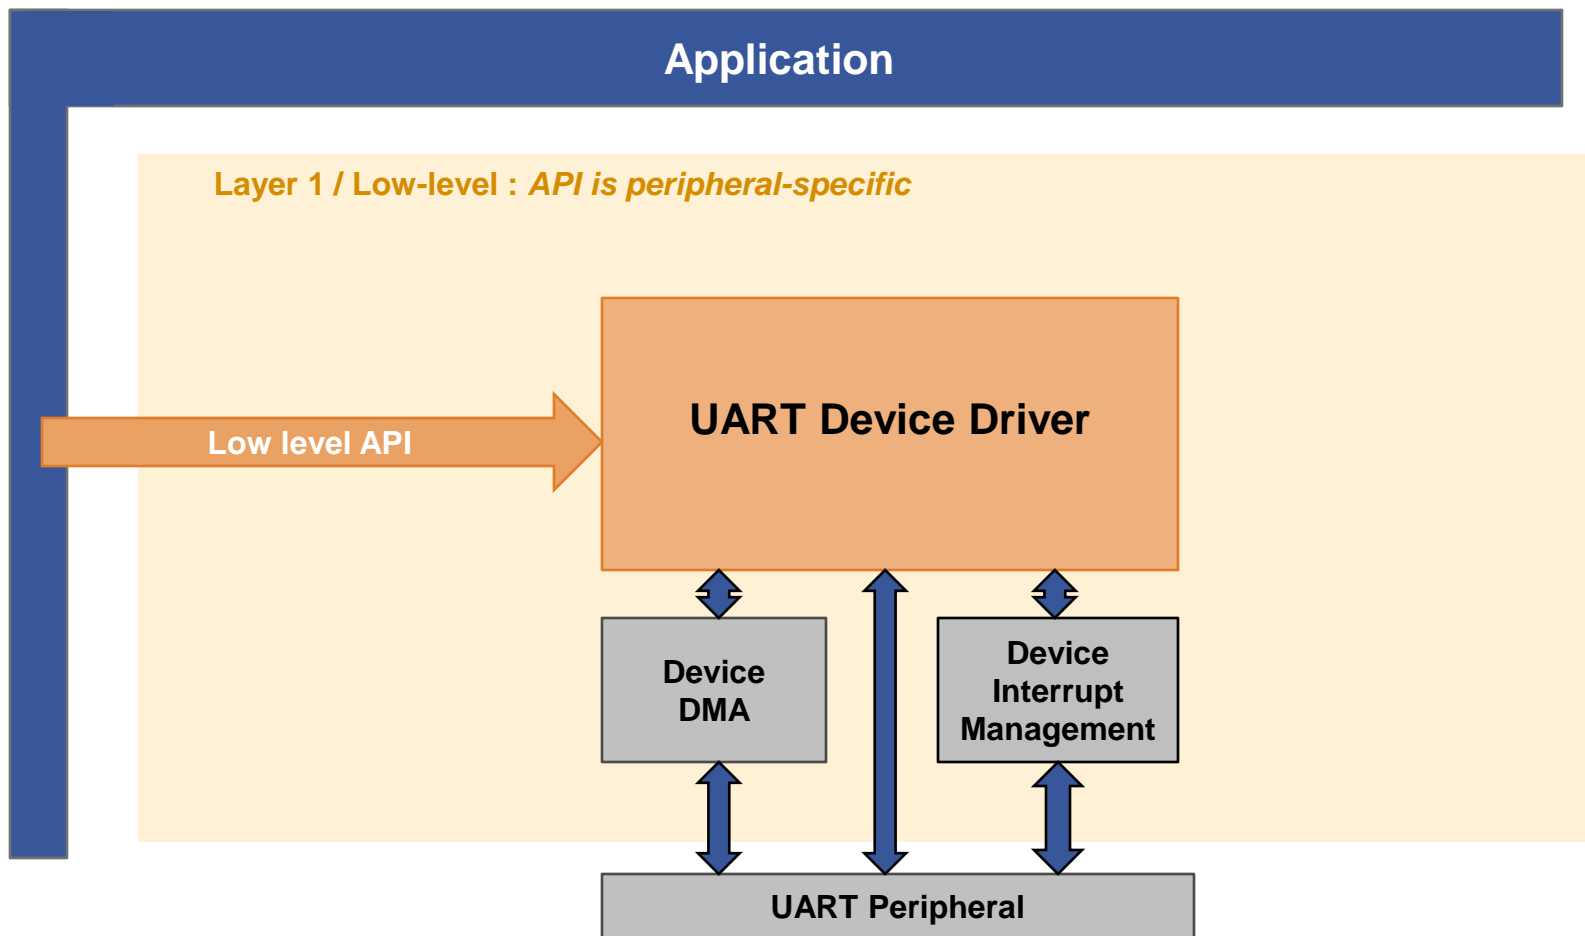 Application
Layer 1 / Low-level : API is peripheral-specific
UART Device Driver
Low level API
Device
DMA
Device
Interrupt
Management
UART Peripheral